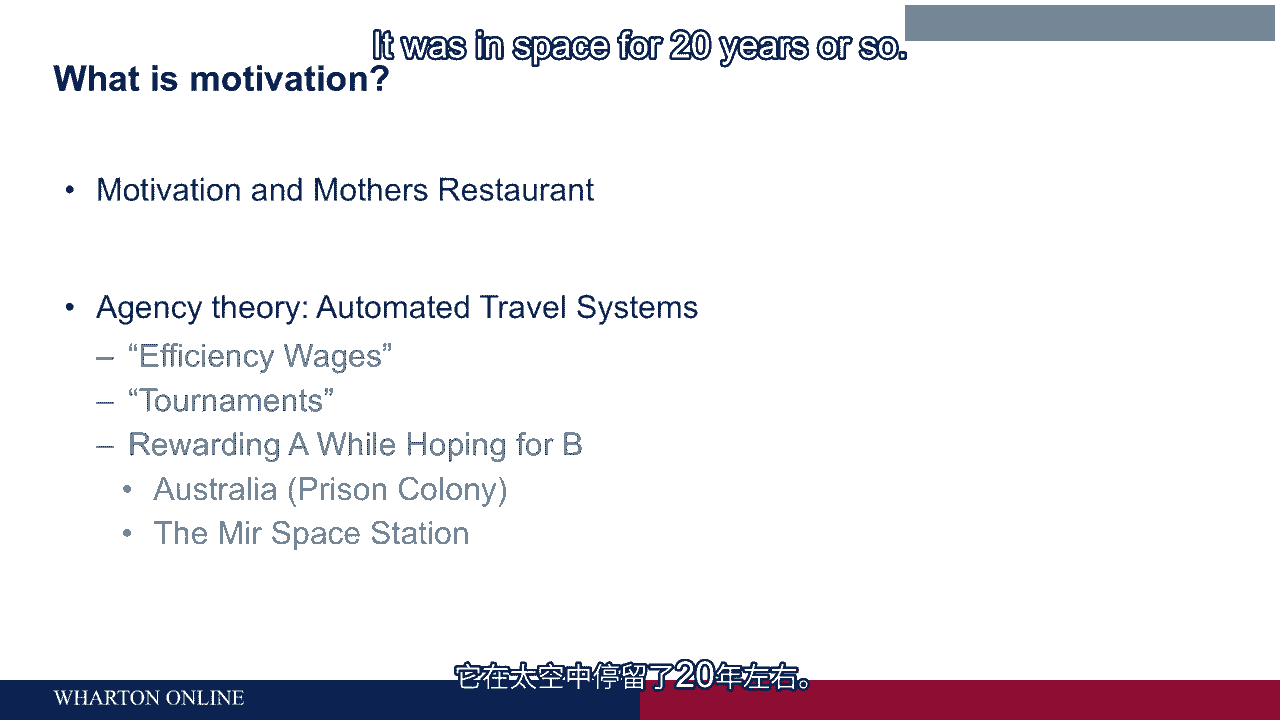 It was in space for 20 years or so.
What is motivation?
• Motivation and Mothers Restaurant
• Agency theory: Automated Travel Systems
– “Efficiency Wages”
– “Tournaments”
– Rewarding A While Hoping for B
• Australia (Prison Colony)
• The Mir Space Station
它在太空中停留了20年左右。
WHARTON ONLINE